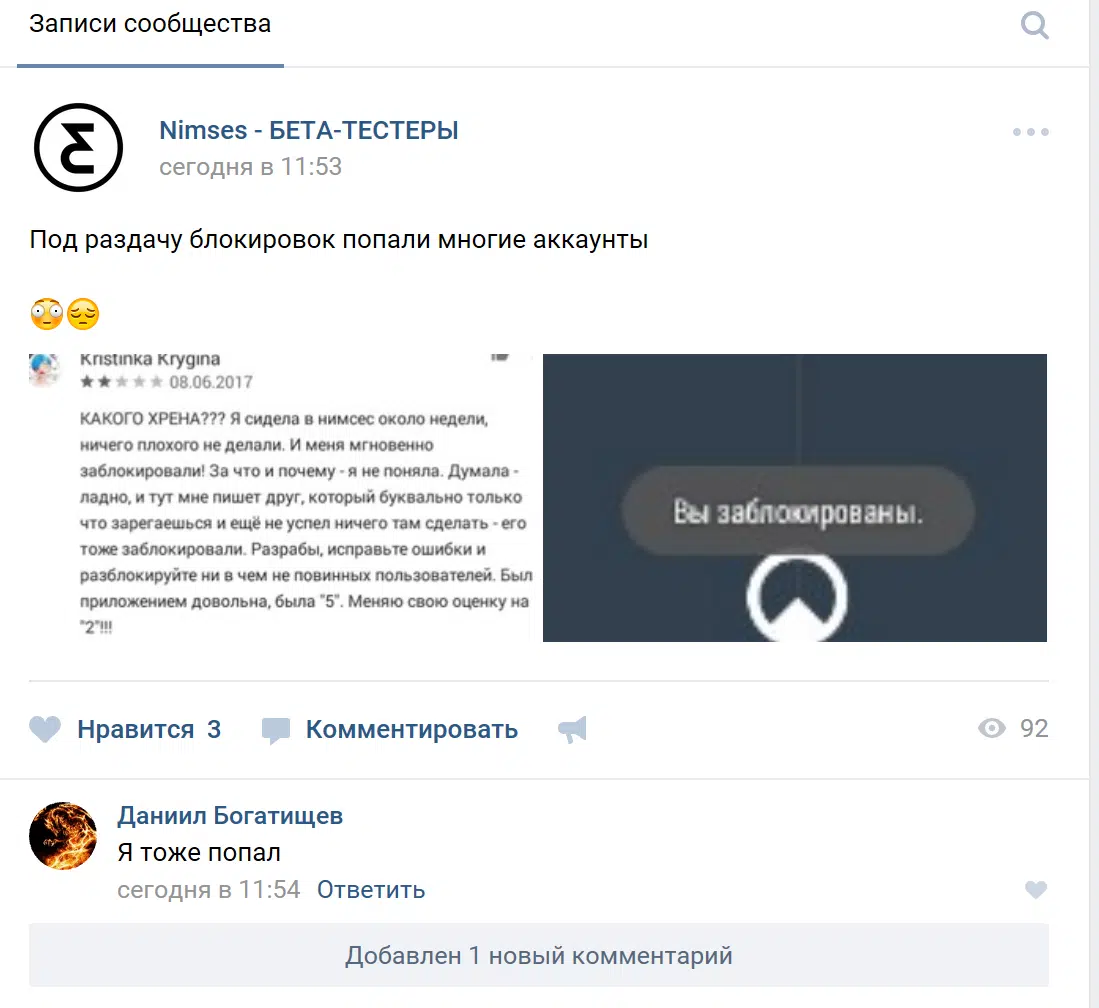 Записи сообщества
Nimses - БЕТА-ТЕСТЕРЫ
сегодня в 11:53
Под раздачу блокировок попали многие аккаунты
Kristinka Krygina
08.06.2017
КАКОГО ХРЕНА??? Я сидела в нимсес около недели,
ничего плохого не делали. И меня мгновенно
заблокировали! За что и почему - я не поняла. Думала -
ладно, и тут мне пишет друг, который буквально только
что зарегаешься и ещё не успел ничего там сделать - его
тоже заблокировали. Разрабы, исправьте ошибки и
разблокируйте ни в чем не повинных пользователей. Был
приложением довольна, была "5". Меняю свою оценку на
"2"!!!
Вы заблокированы.
Нравится 3
Комментировать
92
Даниил Богатищев
Я тоже попал
сегодня в 11:54 Ответить
Добавлен 1 новый комментарий